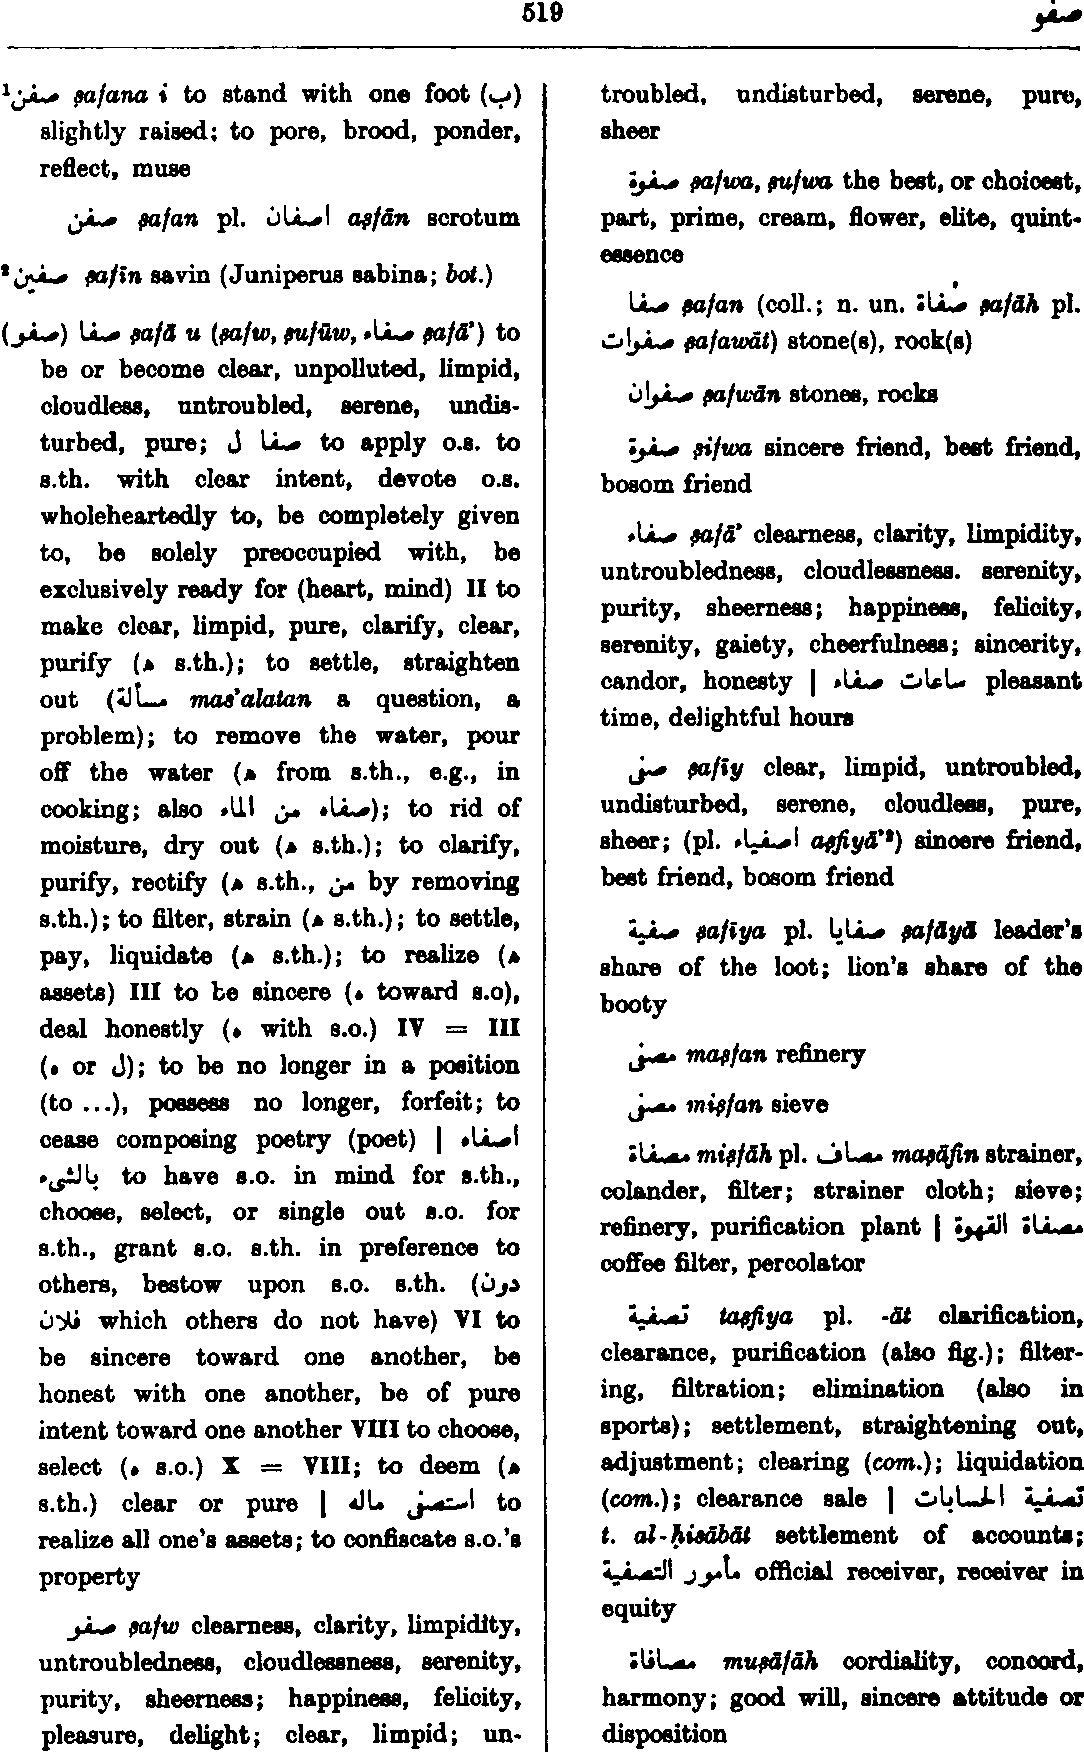 519
صفو
¹صفن ṣafana i to stand with one foot (ب)
slightly raised; to pore, brood, ponder,
reflect, muse
صفن ṣafan pl. اصفان aṣfān scrotum
²صفين ṣafīn savin (Juniperus sabina; bot.)
(صفو) صفا ṣafā u (ṣafw, ṣufūw, صفاء ṣafā’) to
be or become clear, unpolluted, limpid,
cloudless, untroubled, serene, undis-
turbed, pure; صفا ل to apply o.s. to
s.th. with clear intent, devote o.s.
wholeheartedly to, be completely given
to, be solely preoccupied with, be
exclusively ready for (heart, mind) II to
make clear, limpid, pure, clarify, clear,
purify (ه s.th.); to settle, straighten
out (مسألة mas’alatan a question, a
problem); to remove the water, pour
off the water (ه from s.th., e.g., in
cooking; also صفاه من الماء); to rid of
moisture, dry out (ه s.th.); to clarify,
purify, rectify (ه s.th., من by removing
s.th.); to filter, strain (ه s.th.); to settle,
pay, liquidate (ه s.th.); to realize (ه
assets) III to be sincere (ه toward s.o),
deal honestly (ه with s.o.) IV = III
(ه or ل); to be no longer in a position
(to ...), possess no longer, forfeit; to
cease composing poetry (poet) | اصفاه
بالشىء to have s.o. in mind for s.th.,
choose, select, or single out s.o. for
s.th., grant s.o. s.th. in preference to
others, bestow upon s.o. s.th. (دون
فلان which others do not have) VI to
be sincere toward one another, be
honest with one another, be of pure
intent toward one another VIII to choose,
select (ه s.o.) X = VIII; to deem (ه
s.th.) clear or pure | استصفى ماله to
realize all one's assets; to confiscate s.o.'s
property
صفو ṣafw clearness, clarity, limpidity,
untroubledness, cloudlessness, serenity,
purity, sheerness; happiness, felicity,
pleasure, delight; clear, limpid; un-
troubled, undisturbed, serene, pure,
sheer
صفوة ṣafwa, ṣufwa the best, or choicest,
part, prime, cream, flower, elite, quint-
essence
صفا ṣafan (coll.; n. un. صفاة ṣafāh pl.
صفوات ṣafawāt) stone(s), rock(s)
صفوان ṣafwān stones, rocks
صفوة ṣifwa sincere friend, best friend,
bosom friend
صفاء ṣafā’ clearness, clarity, limpidity,
untroubledness, cloudlessness. serenity,
purity, sheerness; happiness, felicity,
serenity, gaiety, cheerfulness; sincerity,
candor, honesty | ساعات صفاء pleasant
time, delightful hours
صفى ṣafīy clear, limpid, untroubled,
undisturbed, serene, cloudless, pure,
sheer; (pl. اصفياء aṣfiyā’²) sincere friend,
best friend, bosom friend
صفية ṣafīya pl. صفايا ṣafāyā leader's
share of the loot; lion's share of the
booty
مصفى maṣfan refinery
مصفى miṣfan sieve
مصفاة miṣfāh pl. مصاف maṣāfin strainer,
colander, filter; strainer cloth; sieve;
refinery, purification plant | مصفاة القهوة
coffee filter, percolator
تصفية taṣfiya pl. -āt clarification,
clearance, purification (also fig.); filter-
ing, filtration; elimination (also in
sports); settlement, straightening out,
adjustment; clearing (com.); liquidation
(com.); clearance sale | تصفية الحسابات
t. al-ḥisābāt settlement of accounts;
مأمور التصفية official receiver, receiver in
equity
مصافاة muṣāfāh cordiality, concord,
harmony; good will, sincere attitude or
disposition